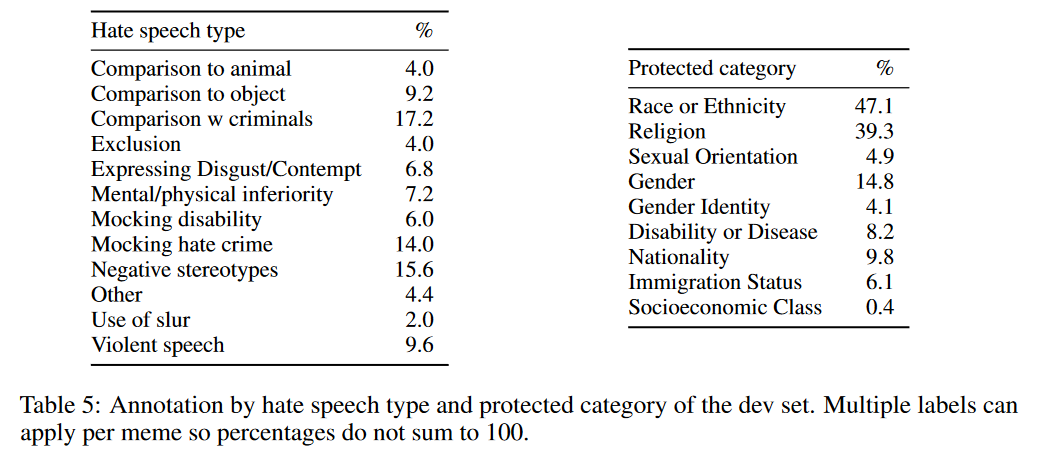 Hate speech type %
Comparison to animal 4.0
Comparison to object 9.2
Comparison w criminals 17.2
Exclusion 4.0
Expressing Disgust/Contempt 6.8
Mental/physical inferiority 7.2
Mocking disability 6.0
Mocking hate crime 14.0
Negative stereotypes 15.6
Other 4.4
Use of slur 2.0
Violent speech 9.6
Protected category %
Race or Ethnicity 47.1
Religion 39.3
Sexual Orientation 4.9
Gender 14.8
Gender Identity 4.1
Disability or Disease 8.2
Nationality 9.8
Immigration Status 6.1
Socioeconomic Class 0.4
Table 5: Annotation by hate speech type and protected category of the dev set. Multiple labels can
apply per meme so percentages do not sum to 100.